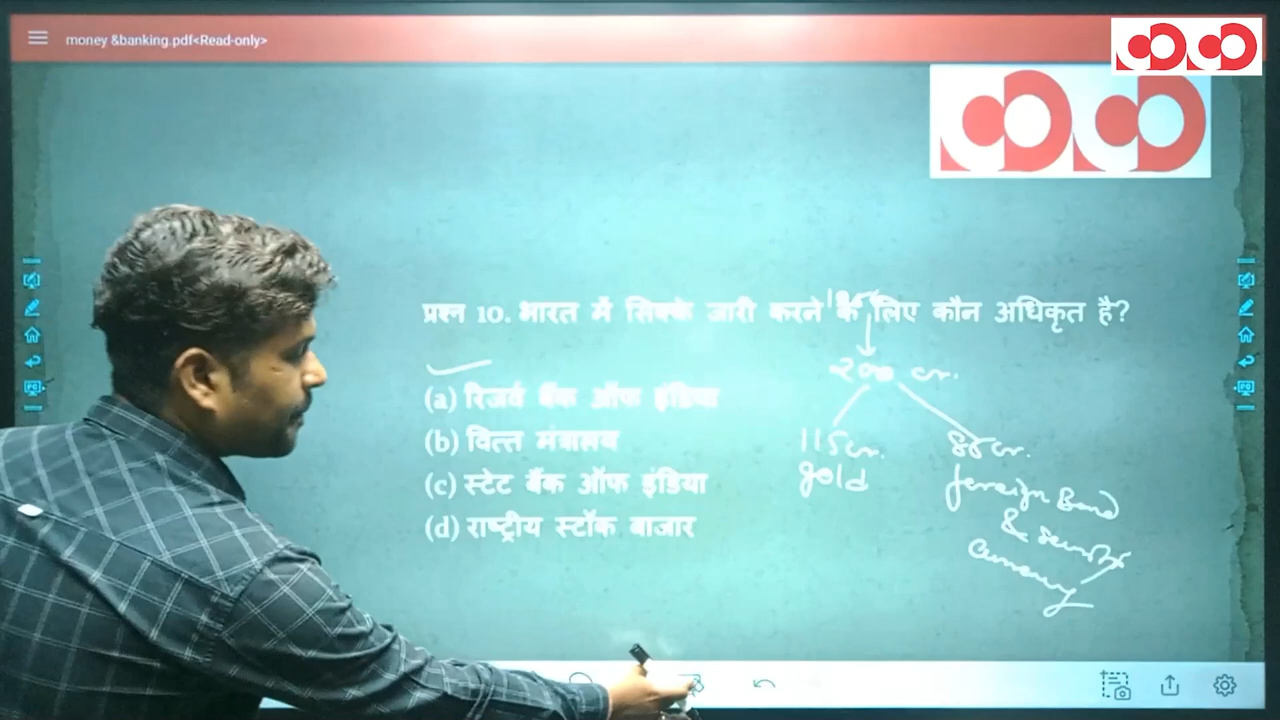 money &banking.pdf<Read-only>
प्रश्न 10. भारत में सिक्के जारी करने के लिए कौन अधिकृत है?
200 cr.
(a) रिजर्व बैंक ऑफ इंडिया
115 cr.
gold
85 cr.
foreign Bond
&
currency
(b) वित्त मंत्रालय
(c) स्टेट बैंक ऑफ इंडिया
(d) राष्ट्रीय स्टॉक बाजार